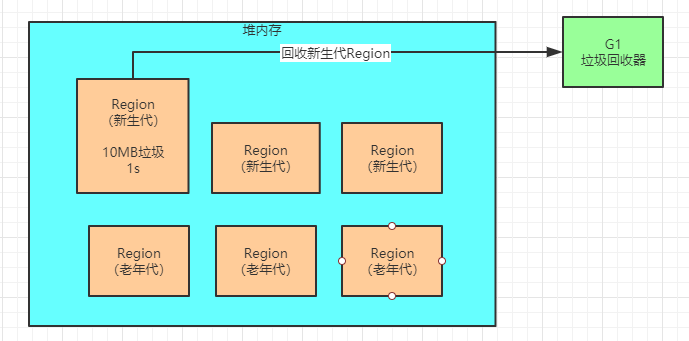 堆内存
G1
垃圾回收器
回收新生代Region
Region
（新生代）
10MB垃圾
1s
Region
（新生代）
Region
（新生代）
Region
（老年代）
Region
（老年代）
Region
（老年代）